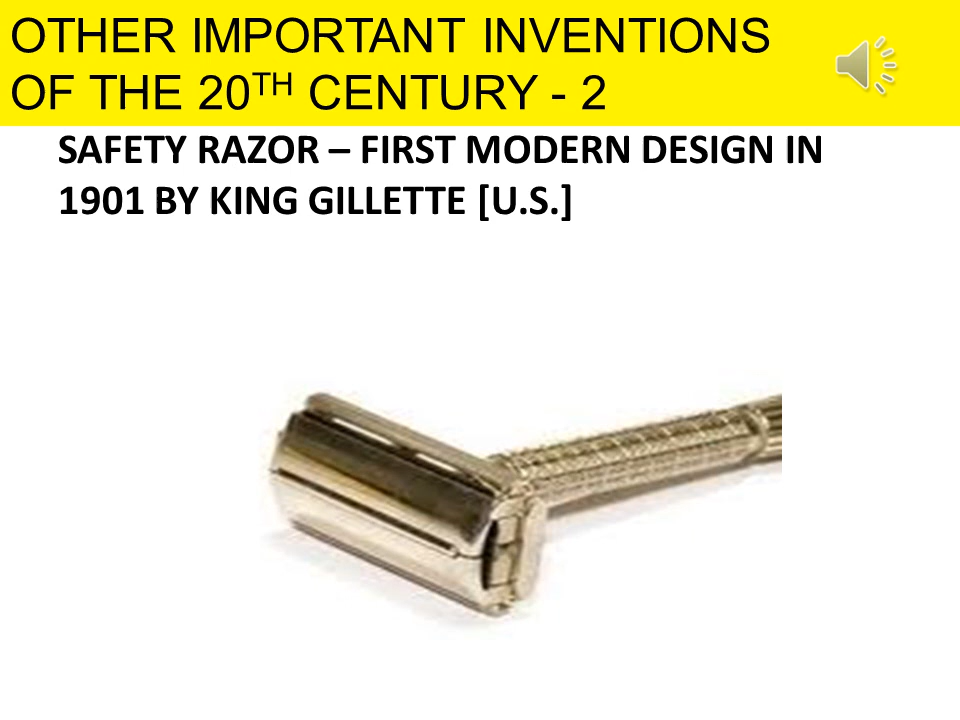 OTHER IMPORTANT INVENTIONS
OF THE 20TH CENTURY - 2
SAFETY RAZOR – FIRST MODERN DESIGN IN
1901 BY KING GILLETTE [U.S.]